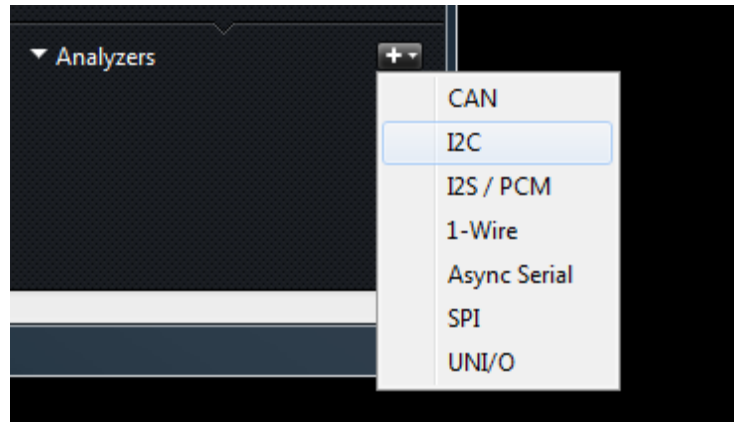 Analyzers
CAN
I2C
I2S / PCM
1-Wire
Async Serial
SPI
UNI/O